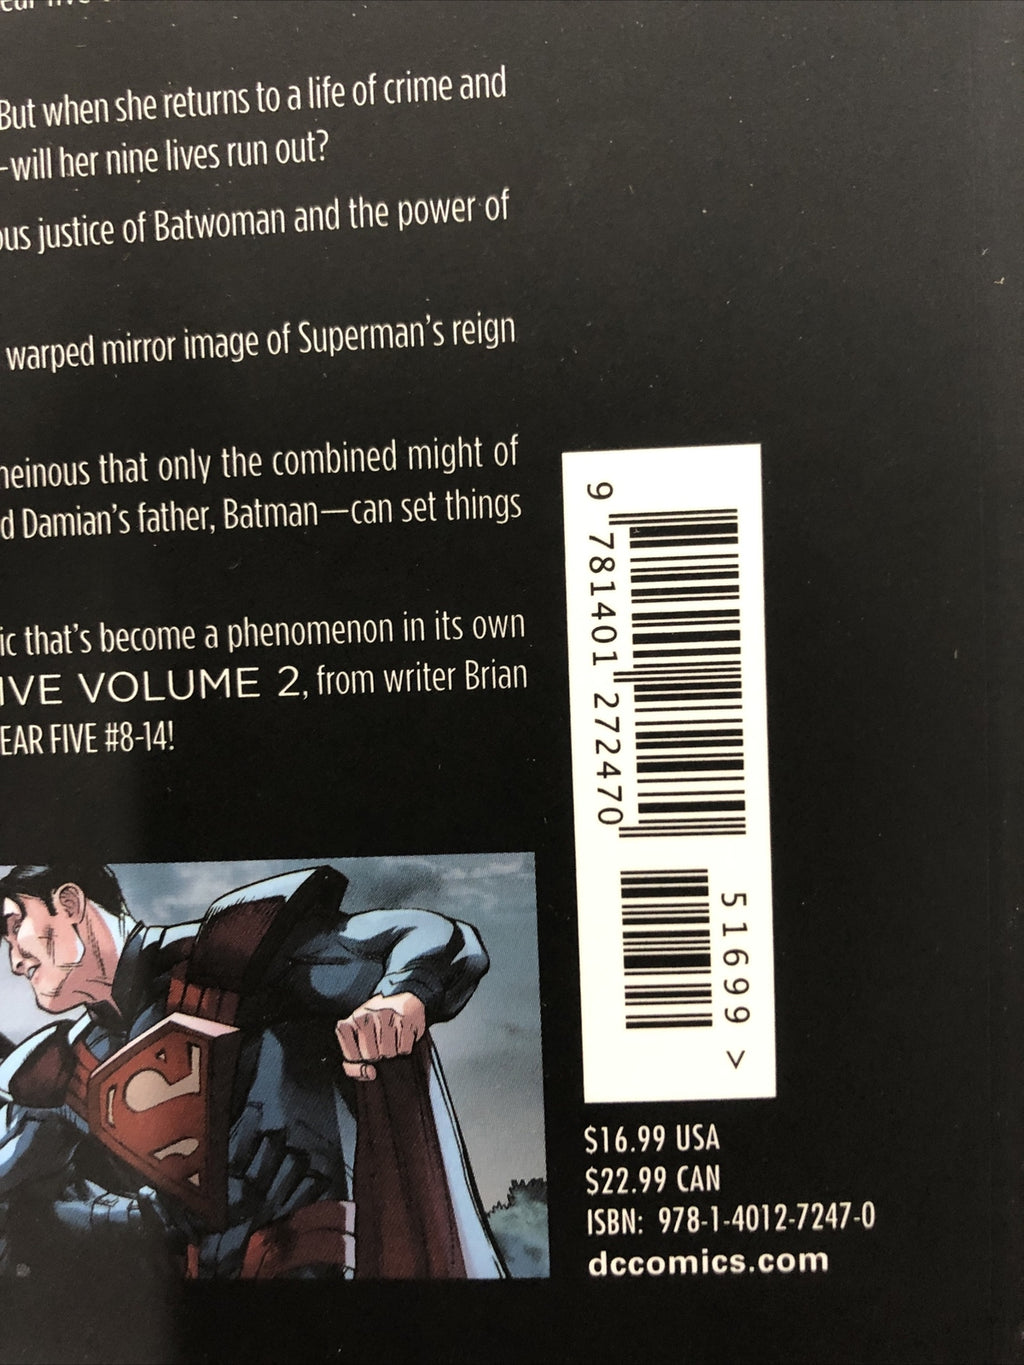 But when she returns to a life of crime and
–will her nine lives run out?
justice of Batwoman and the power of
warped mirror image of Superman's reign
heinous that only the combined might of
Damian's father, Batman—can set things
that's become a phenomenon in its own
VOLUME 2, from writer Brian
EAR FIVE #8-14!
9 781401 272470
51699 >
$16.99 USA
$22.99 CAN
ISBN: 978-1-4012-7247-0
dccomics.com